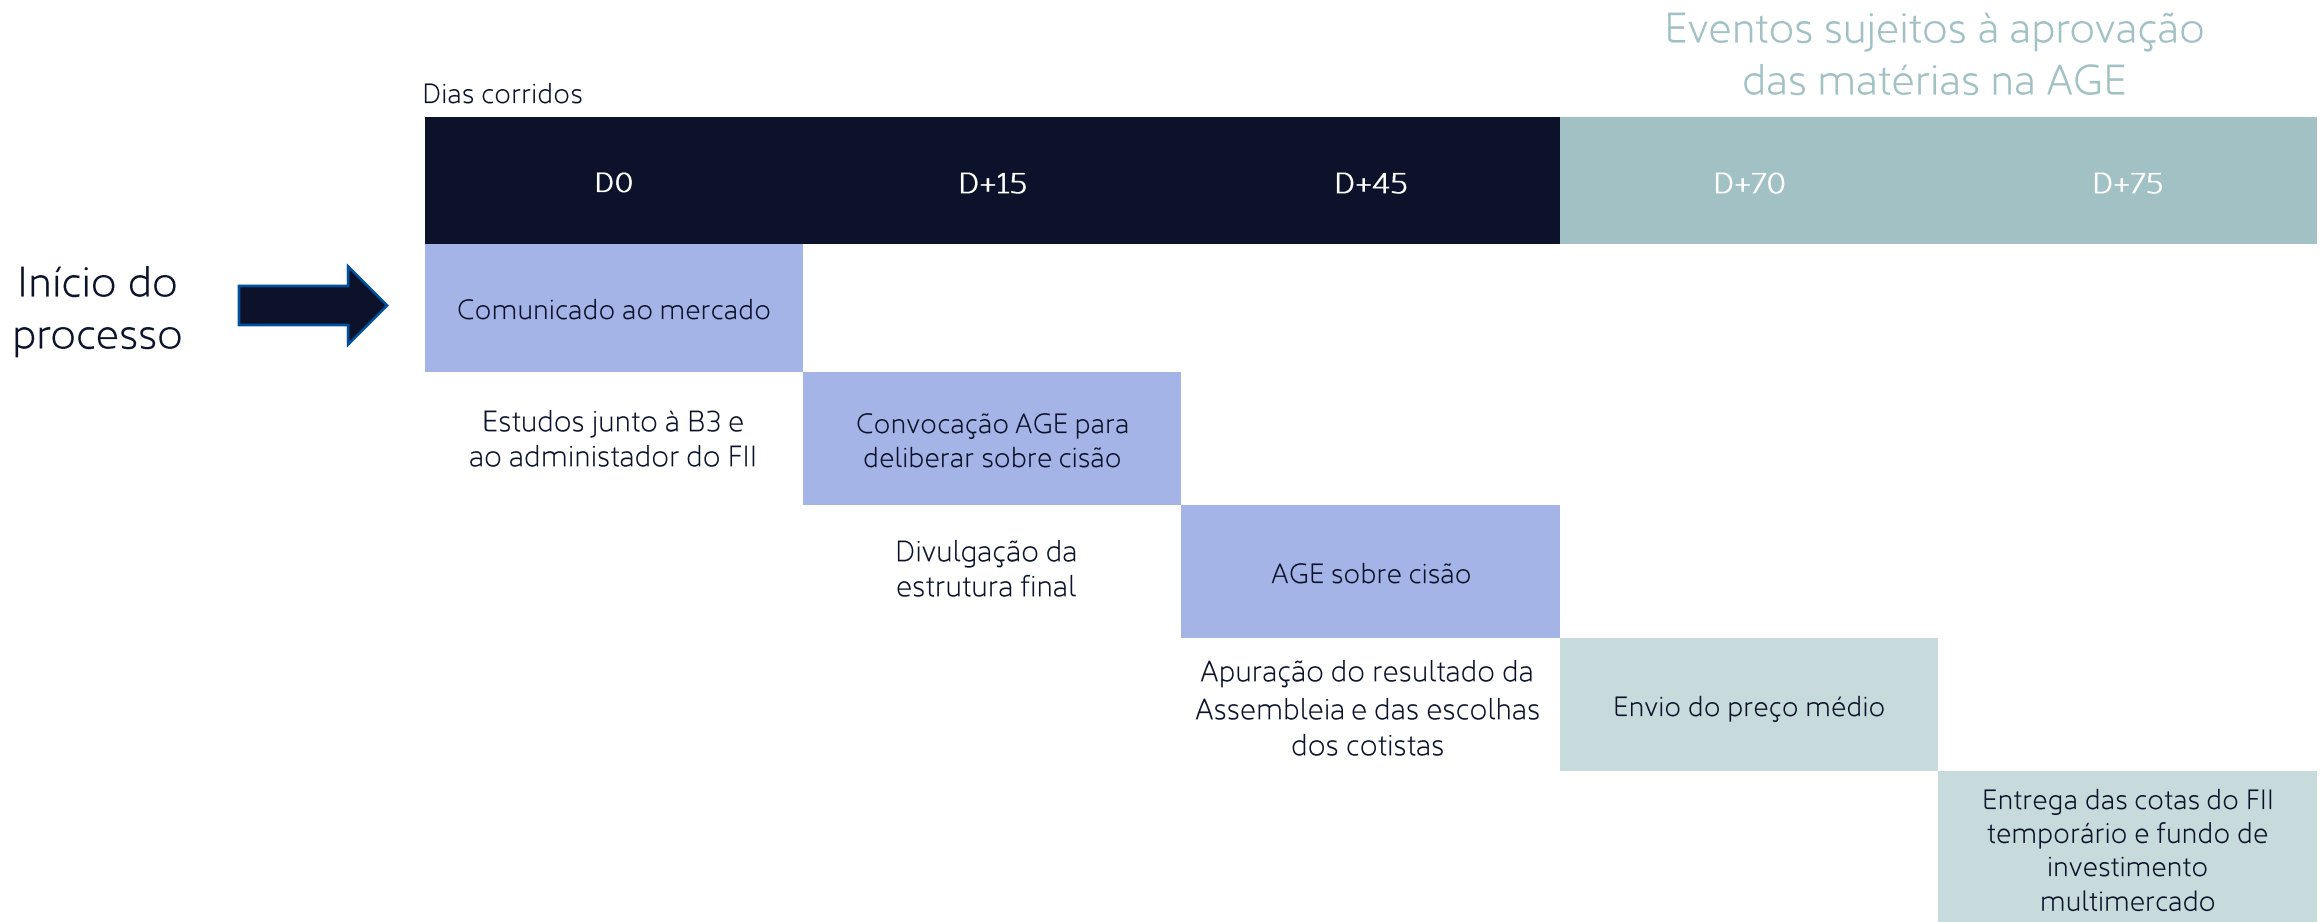 Eventos sujeitos à aprovação
das matérias na AGE
Dias corridos
D0
D+15
D+45
D+70
D+75
Início do
processo
Comunicado ao mercado
Estudos junto à B3 e
ao administador do FII
Convocação AGE para
deliberar sobre cisão
Divulgação da
estrutura final
AGE sobre cisão
Apuração do resultado da
Assembleia e das escolhas
dos cotistas
Envio do preço médio
Entrega das cotas do FII
temporário e fundo de
investimento
multimercado